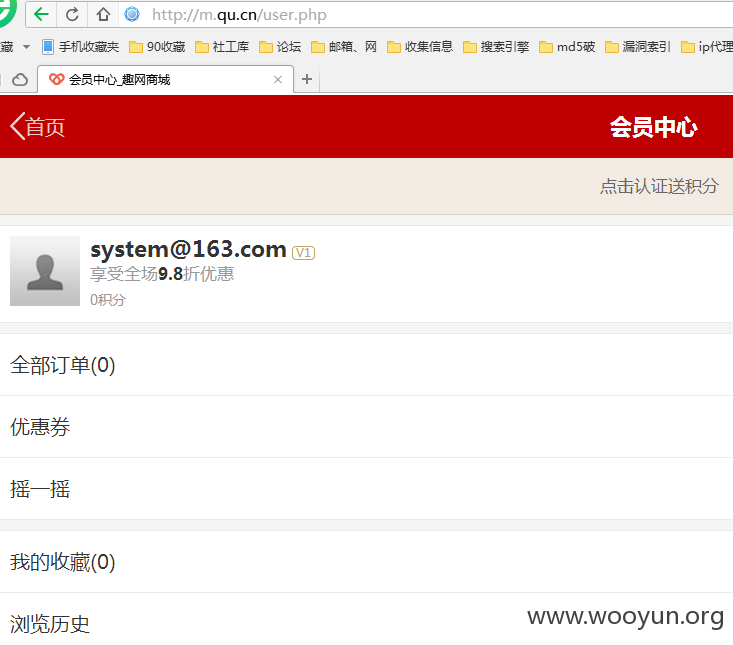 http://m.qu.cn/user.php
藏 手机收藏夹 90收藏 社工库 论坛 邮箱、网 收集信息 搜索引擎 md5破 漏洞索引 ip代理
会员中心_趣网商城
首页 会员中心
点击认证送积分
system@163.com V1
享受全场9.8折优惠
0积分
全部订单(0)
优惠券
摇一摇
我的收藏(0)
浏览历史
www.wooyun.org